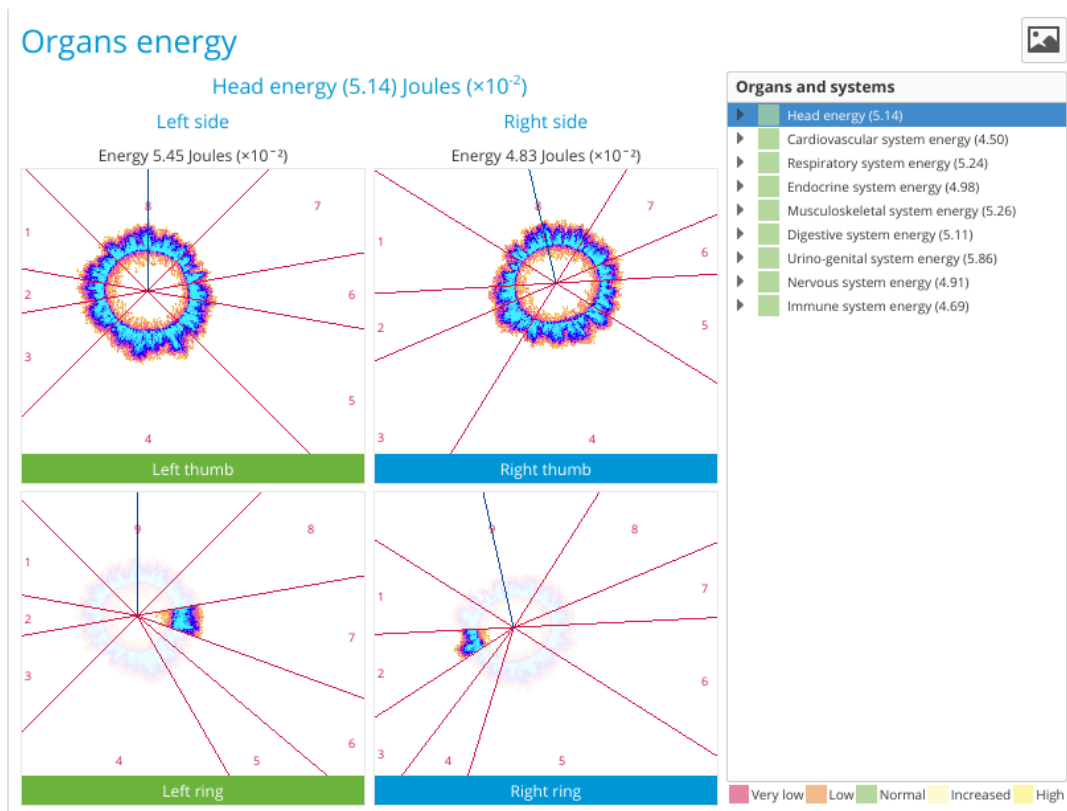 Organs energy
Head energy (5.14) Joules (×10⁻²)
Left side
Right side
Energy 5.45 Joules (×10⁻²)
Energy 4.83 Joules (×10⁻²)
8
7
1
2
6
3
5
4
Left thumb
8
7
1
6
2
5
3
4
Right thumb
9
8
1
2
7
3
6
4
5
Left ring
9
8
1
7
2
6
3
4
5
Right ring
Organs and systems
Head energy (5.14)
Cardiovascular system energy (4.50)
Respiratory system energy (5.24)
Endocrine system energy (4.98)
Musculoskeletal system energy (5.26)
Digestive system energy (5.11)
Urino-genital system energy (5.86)
Nervous system energy (4.91)
Immune system energy (4.69)
Very low Low Normal Increased High